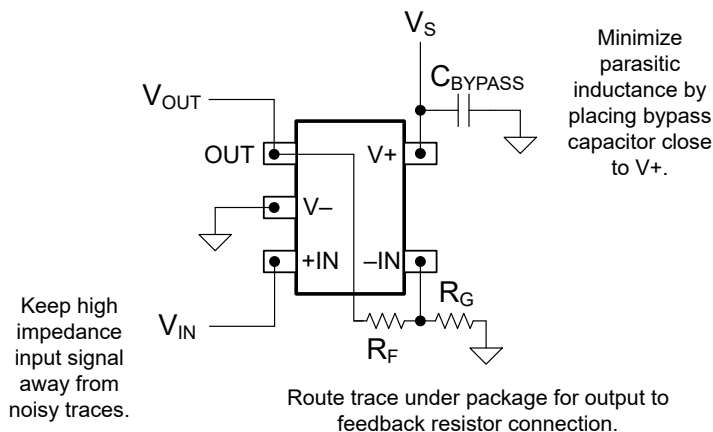 V_S
Minimize
parasitic
inductance by
placing bypass
capacitor close
to V+.
C_BYPASS
V_OUT
OUT
V+
V–
+IN
–IN
R_G
V_IN
R_F
Keep high
impedance
input signal
away from
noisy traces.
Route trace under package for output to
feedback resistor connection.